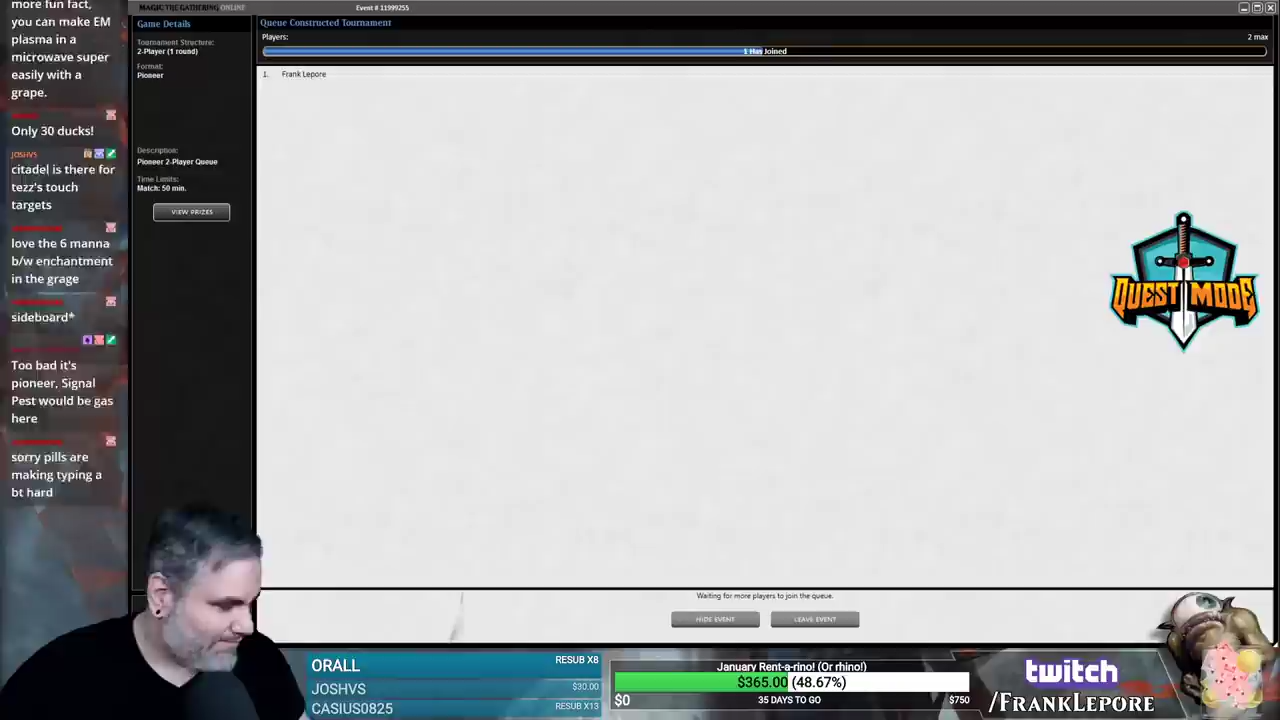 more fun fact,
you make EM
plasma in a
microwave super
easily with a
grape.
Only 30 ducks!
JOSHVS
citadel is there for
tezz's touch
targets
love the 6 manna
b/w enchantment
in the grage
sideboard*
Too bad it's
pioneer, Signal
Pest would be gas
here
sorry pills are
making typing a
bt hard
MAGIC THE GATHERING ONLINE
Event # 11999255
Game Details
Tournament Structure:
2-Player (1 round)
Format:
Pioneer
Description:
Pioneer 2-Player Queue
Time Limits:
Match: 50 min.
VIEW PRIZES
Queue Constructed Tournament
Players:
2 max
1 Has Joined
1. Frank Lepore
QUEST MODE
Waiting for more players to join the queue.
HIDE EVENT
LEAVE EVENT
ORALL RESUB X8
JOSHVS $30.00
CASIUS0825 RESUB X13
January Rent-a-rino! (Or rhino!)
$365.00 (48.67%)
$0 35 DAYS TO GO $750
twitch
/FRANKLEPORE